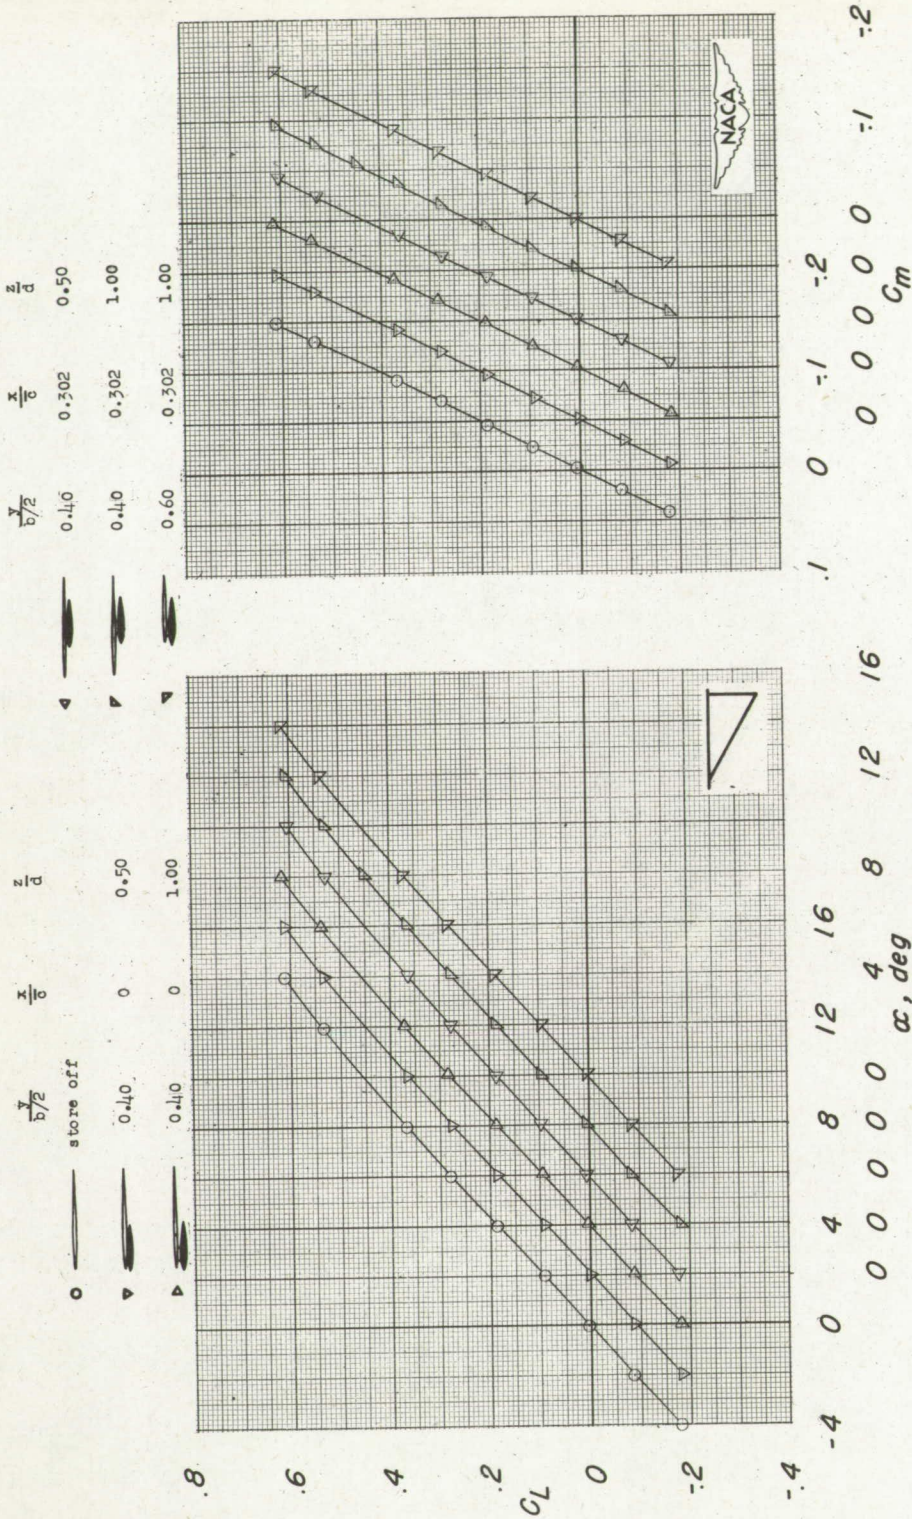 y/b/2 x/c z/d
store off
0.40 0 0.50
0.40 0 1.00
y/b/2 x/c z/d
0.40 0.302 0.50
0.40 0.302 1.00
0.60 0.302 1.00
.8
.6
.4
.2
0
-.2
-.4
CL
-4 0 4 8 12 16
0 0 0 0 0 4 8 12 16
α, deg
.1 0 -.1 -.2
0 0 0 0 0 -.1 -.2
Cm
NACA